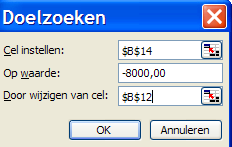 Doelzoeken
Cel instellen: $B$14
Op waarde: -8000,00
Door wijzigen van cel: $B$12
OK Annuleren